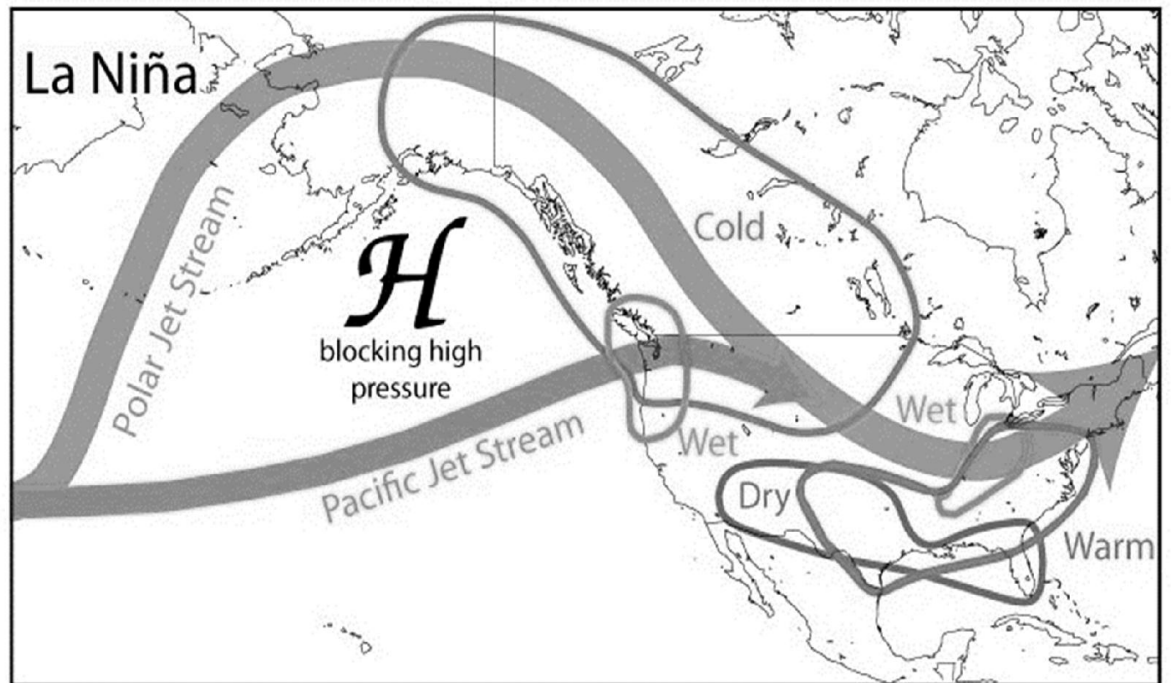 La Niña
Polar Jet Stream
Cold
H
blocking high
pressure
Pacific Jet Stream
Wet
Wet
Dry
Warm